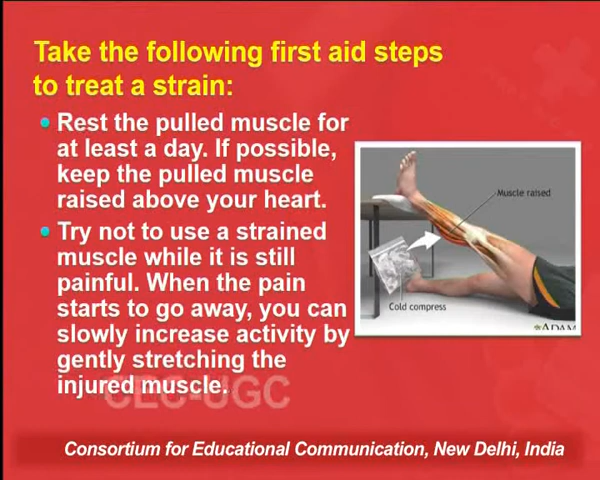 Take the following first aid steps
to treat a strain:
• Rest the pulled muscle for
at least a day. If possible,
keep the pulled muscle
raised above your heart.
• Try not to use a strained
muscle while it is still
painful. When the pain
starts to go away, you can
slowly increase activity by
gently stretching the
injured muscle.
Muscle raised
Cold compress
ADAM
CEC-UGC
Consortium for Educational Communication, New Delhi, India